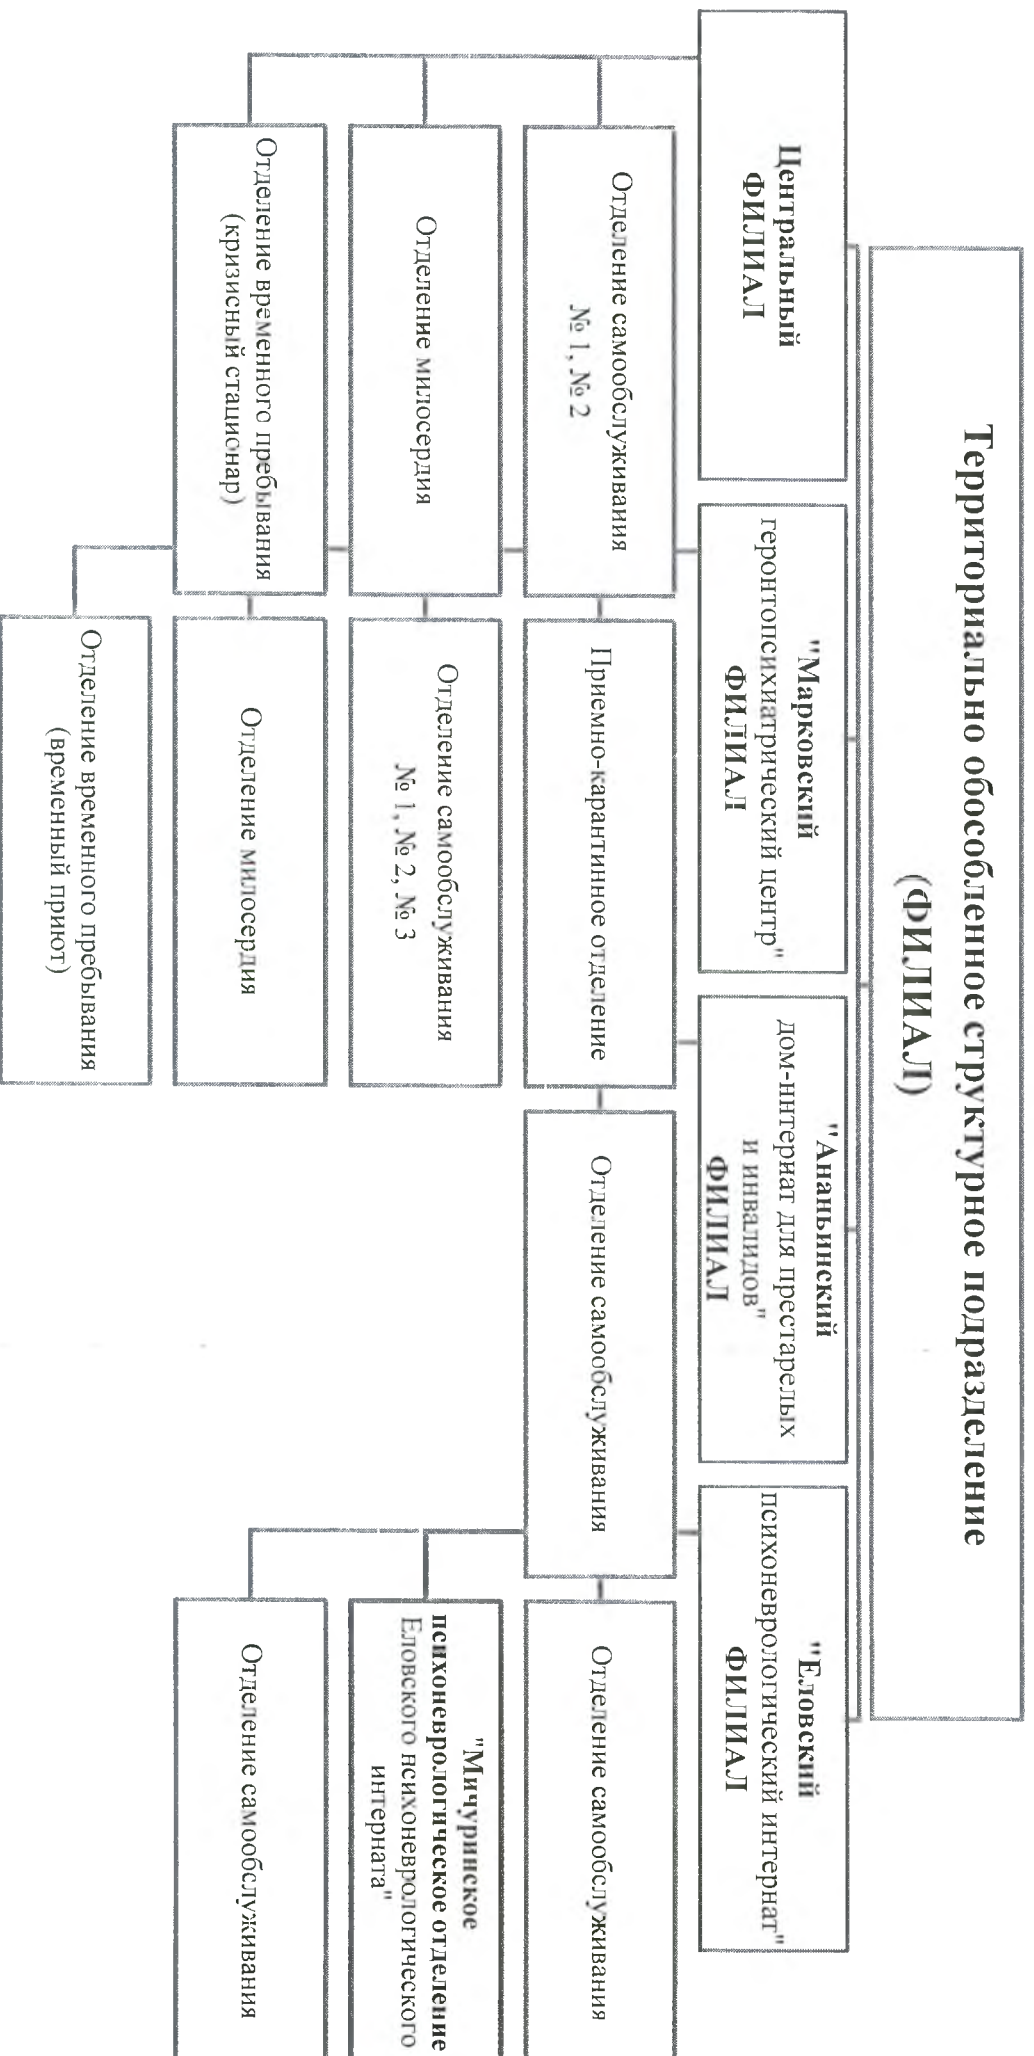 Территориально обособленное структурное подразделение
(ФИЛИАЛ)
Центральный
ФИЛИАЛ
Отделение самообслуживания
№ 1, № 2
Отделение милосердия
Отделение временного пребывания
(кризисный стационар)
"Марковский
геронтопсихиатрический центр"
ФИЛИАЛ
Приемно-карантинное отделение
Отделение самообслуживания
№ 1, № 2, № 3
Отделение милосердия
Отделение временного пребывания
(временный приют)
"Ананьинский
дом-интернат для престарелых
и инвалидов"
ФИЛИАЛ
Отделение самообслуживания
"Еловский
психоневрологический интернат"
ФИЛИАЛ
Отделение самообслуживания
"Мичуринское
психоневрологическое отделение
Еловского психоневрологического
интерната"
Отделение самообслуживания